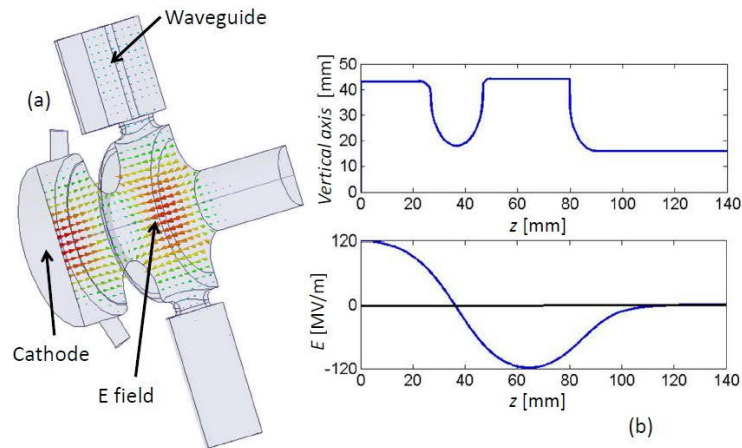 Waveguide
(a)
Cathode
E field
Vertical axis [mm]
50
40
30
20
10
0
0 20 40 60 80 100 120 140
z [mm]
E [MV/m]
120
0
-120
0 20 40 60 80 100 120 140
z [mm]
(b)